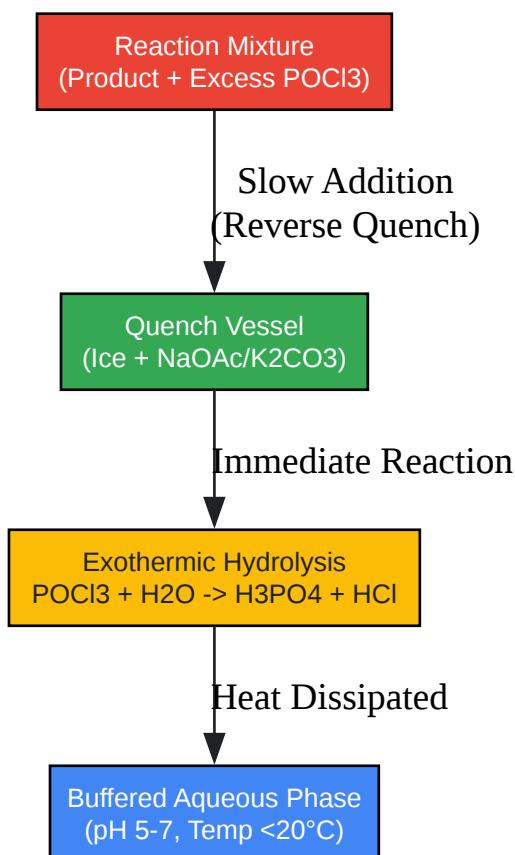 Reaction Mixture
(Product + Excess POCl3)
Slow Addition
(Reverse Quench)
Quench Vessel
(Ice + NaOAc/K2CO3)
Immediate Reaction
Exothermic Hydrolysis
POCl3 + H2O -> H3PO4 + HCl
Heat Dissipated
Buffered Aqueous Phase
(pH 5-7, Temp <20°C)